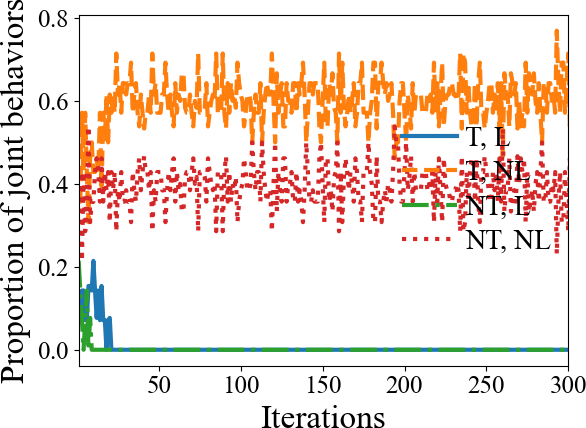 Proportion of joint behaviors
0.8
0.6
0.4
0.2
0.0
T, L
T, NL
NT, L
NT, NL
50
100
150
200
250
300
Iterations